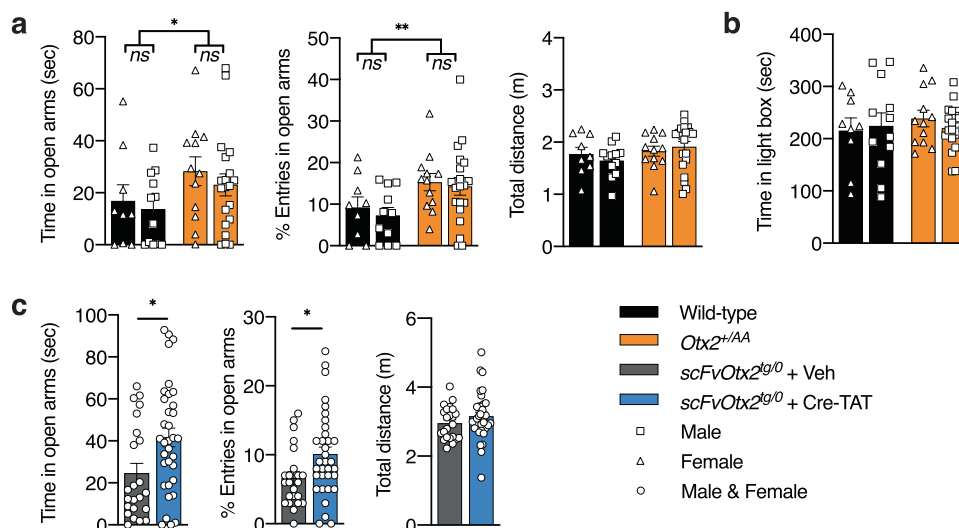 a
Time in open arms (sec)
80
60
40
20
0
*
ns
ns
% Entries in open arms
50
40
30
20
10
0
**
ns
ns
Total distance (m)
4
3
2
1
0
b
Time in light box (sec)
400
300
200
100
0
c
Time in open arms (sec)
100
80
60
40
20
0
*
% Entries in open arms
30
20
10
0
*
Total distance (m)
6
4
2
0
Wild-type
Otx2+/AA
scFvOtx2tg/0 + Veh
scFvOtx2tg/0 + Cre-TAT
Male
Female
Male & Female